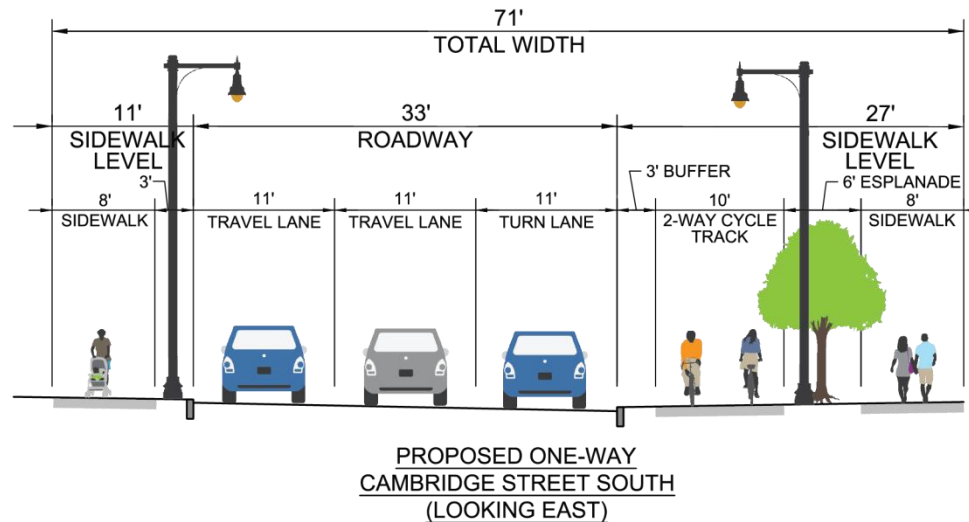 71'
TOTAL WIDTH
11'
SIDEWALK
LEVEL
33'
ROADWAY
27'
SIDEWALK
LEVEL
3'
3' BUFFER
6' ESPLANADE
8'
SIDEWALK
11'
TRAVEL LANE
11'
TRAVEL LANE
11'
TURN LANE
10'
2-WAY CYCLE
TRACK
8'
SIDEWALK
PROPOSED ONE-WAY
CAMBRIDGE STREET SOUTH
(LOOKING EAST)